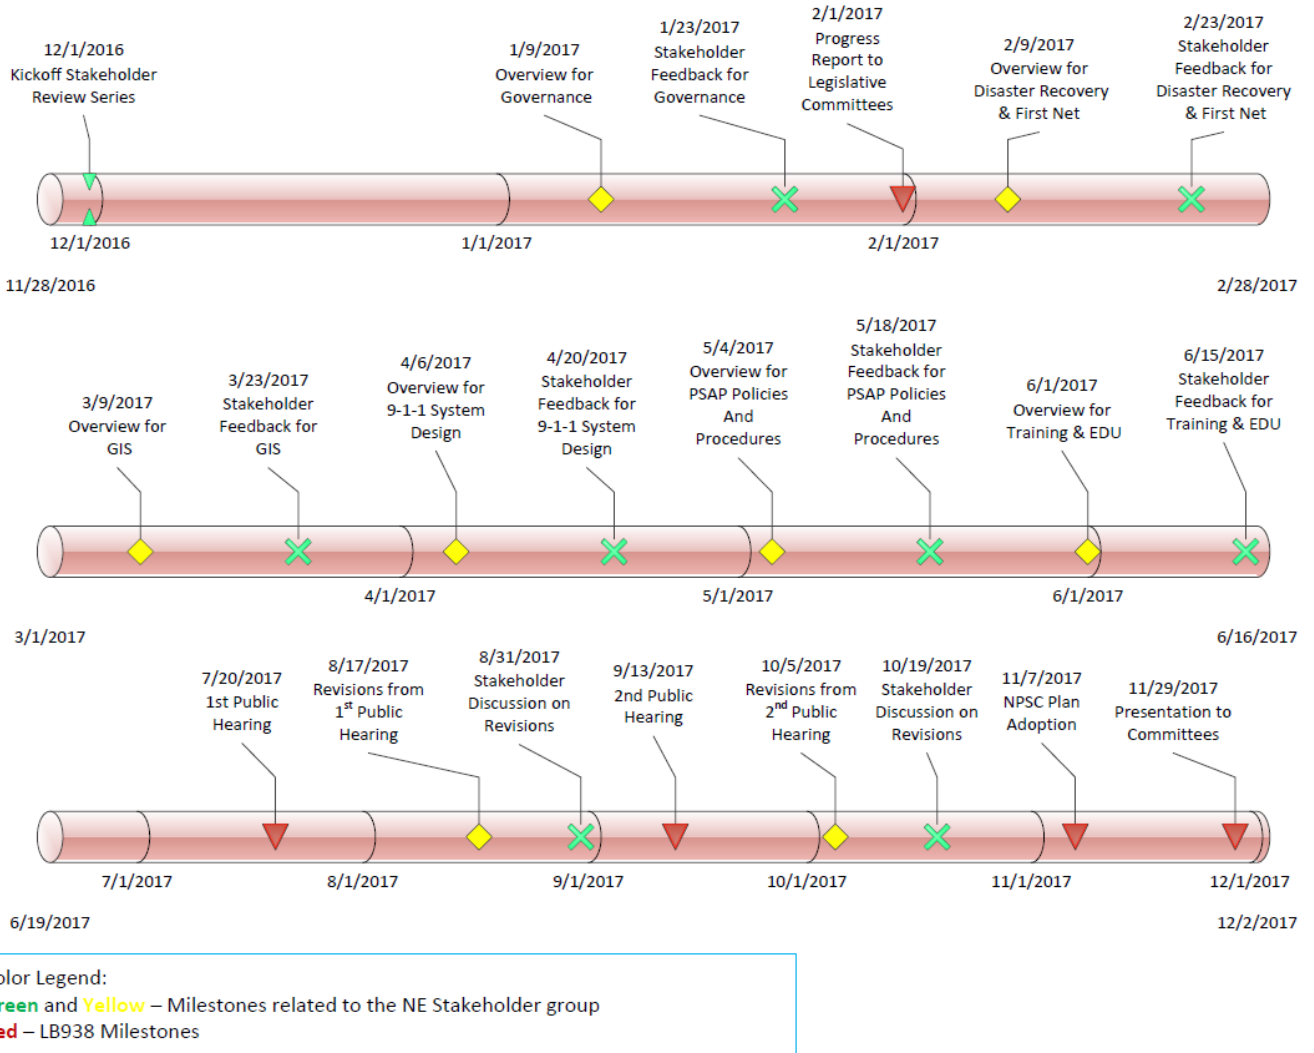 12/1/2016
Kickoff Stakeholder
Review Series
1/9/2017
Overview for
Governance
1/23/2017
Stakeholder
Feedback for
Governance
2/1/2017
Progress
Report to
Legislative
Committees
2/9/2017
Overview for
Disaster Recovery
& First Net
2/23/2017
Stakeholder
Feedback for
Disaster Recovery
& First Net
12/1/2016
1/1/2017
2/1/2017
11/28/2016
2/28/2017
3/9/2017
Overview for
GIS
3/23/2017
Stakeholder
Feedback for
GIS
4/6/2017
Overview for
9-1-1 System
Design
4/20/2017
Stakeholder
Feedback for
9-1-1 System
Design
5/4/2017
Overview for
PSAP Policies
And
Procedures
5/18/2017
Stakeholder
Feedback for
PSAP Policies
And
Procedures
6/1/2017
Overview for
Training & EDU
6/15/2017
Stakeholder
Feedback for
Training & EDU
4/1/2017
5/1/2017
6/1/2017
3/1/2017
6/16/2017
7/20/2017
1st Public
Hearing
8/17/2017
Revisions from
1st Public
Hearing
8/31/2017
Stakeholder
Discussion on
Revisions
9/13/2017
2nd Public
Hearing
10/5/2017
Revisions from
2nd Public
Hearing
10/19/2017
Stakeholder
Discussion on
Revisions
11/7/2017
NPSC Plan
Adoption
11/29/2017
Presentation to
Committees
7/1/2017
8/1/2017
9/1/2017
10/1/2017
11/1/2017
12/1/2017
6/19/2017
12/2/2017
olor Legend:
reen and Yellow – Milestones related to the NE Stakeholder group
ed – LB938 Milestones